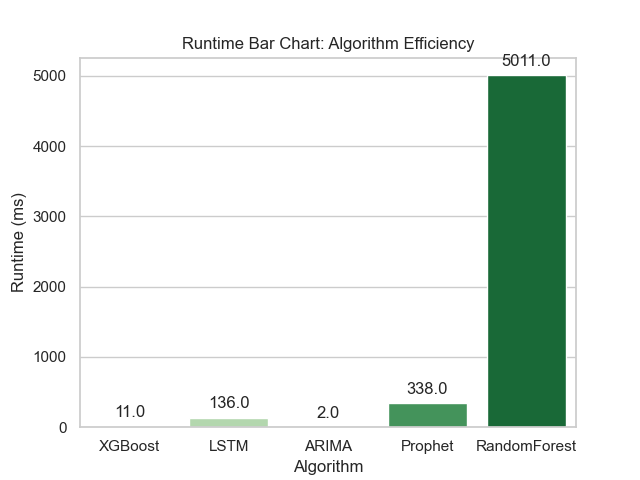 Runtime Bar Chart: Algorithm Efficiency
5011.0
5000
4000
3000
2000
1000
0
Runtime (ms)
11.0
136.0
2.0
338.0
XGBoost LSTM ARIMA Prophet RandomForest
Algorithm